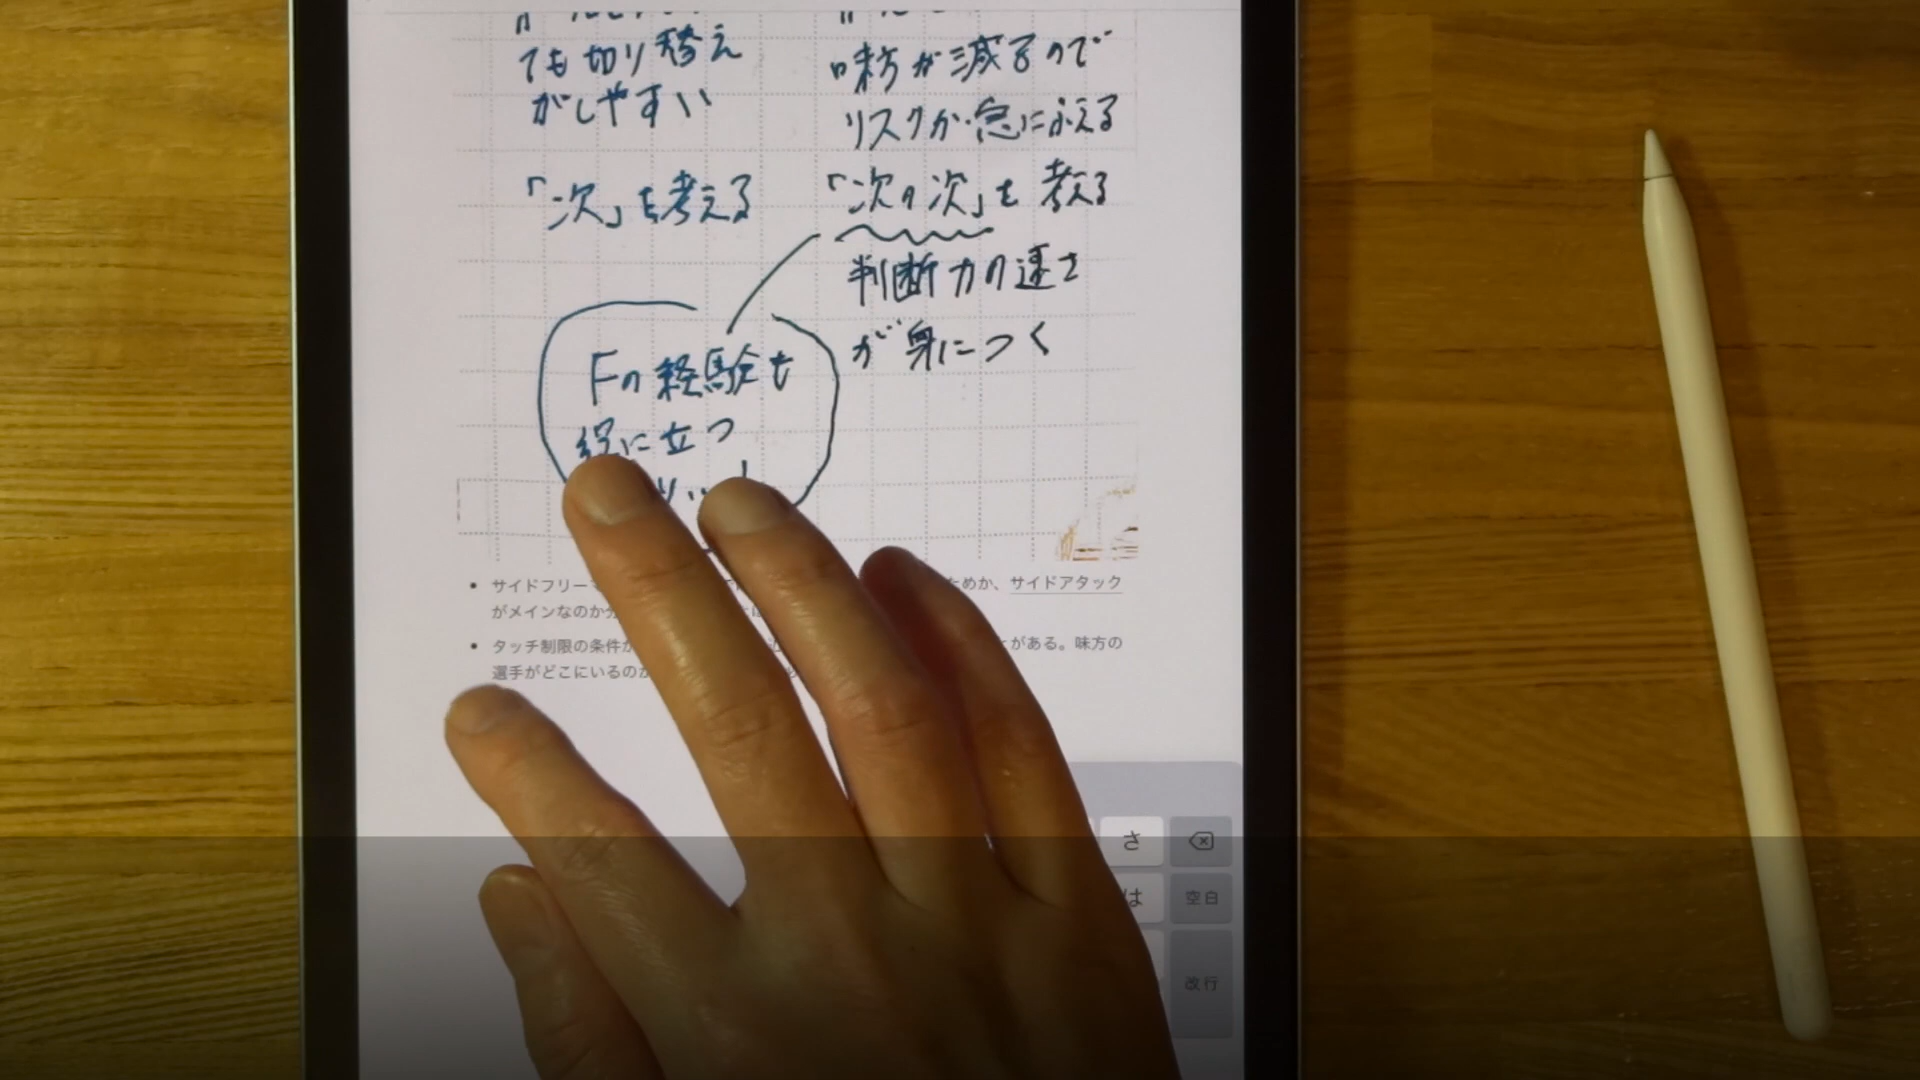 ても切り替え
がしやすい
「次」を考える
味方が減るので
リスクが急にふえる
「次の次」を考える
判断力の速さ
が身につく
Fの経験も
役に立つ
サイドフリー
ためか、サイドアタック
がメインなのか
タッチ制限の条件が
がある。味方の
選手がどこにいるのか
さ
は
空白
改行